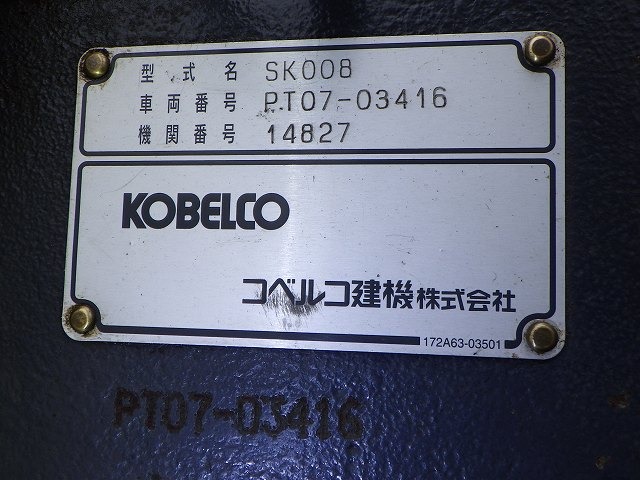 型式名 SK008
車両番号 PT07-03416
機関番号 14827
KOBELCO
コベルコ建機株式会社
172A63-03501
PT07-03416